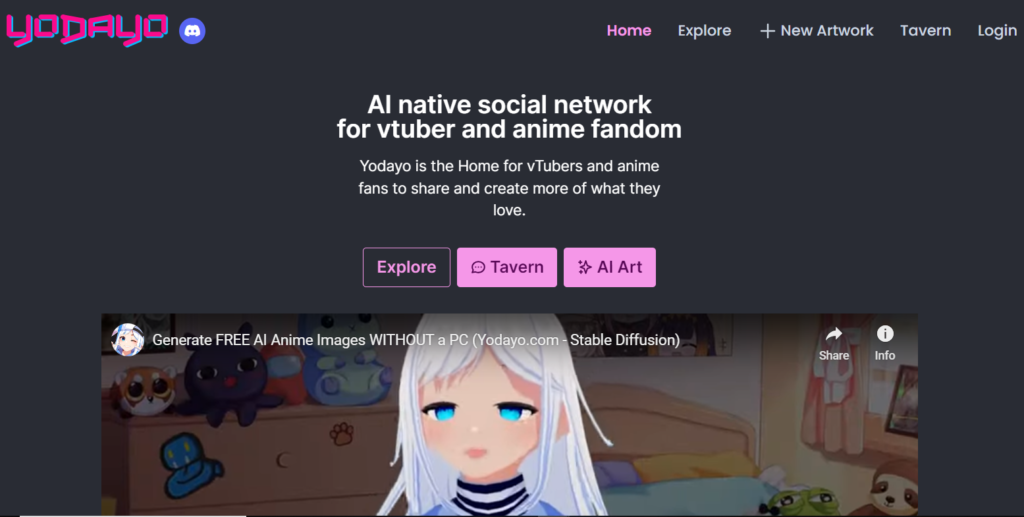 YODAYO
Home Explore + New Artwork Tavern Login
AI native social network
for vtuber and anime fandom
Yodayo is the Home for vTubers and anime
fans to share and create more of what they
love.
Explore Tavern AI Art
Generate FREE AI Anime Images WITHOUT a PC (Yodayo.com - Stable Diffusion)
Share Info